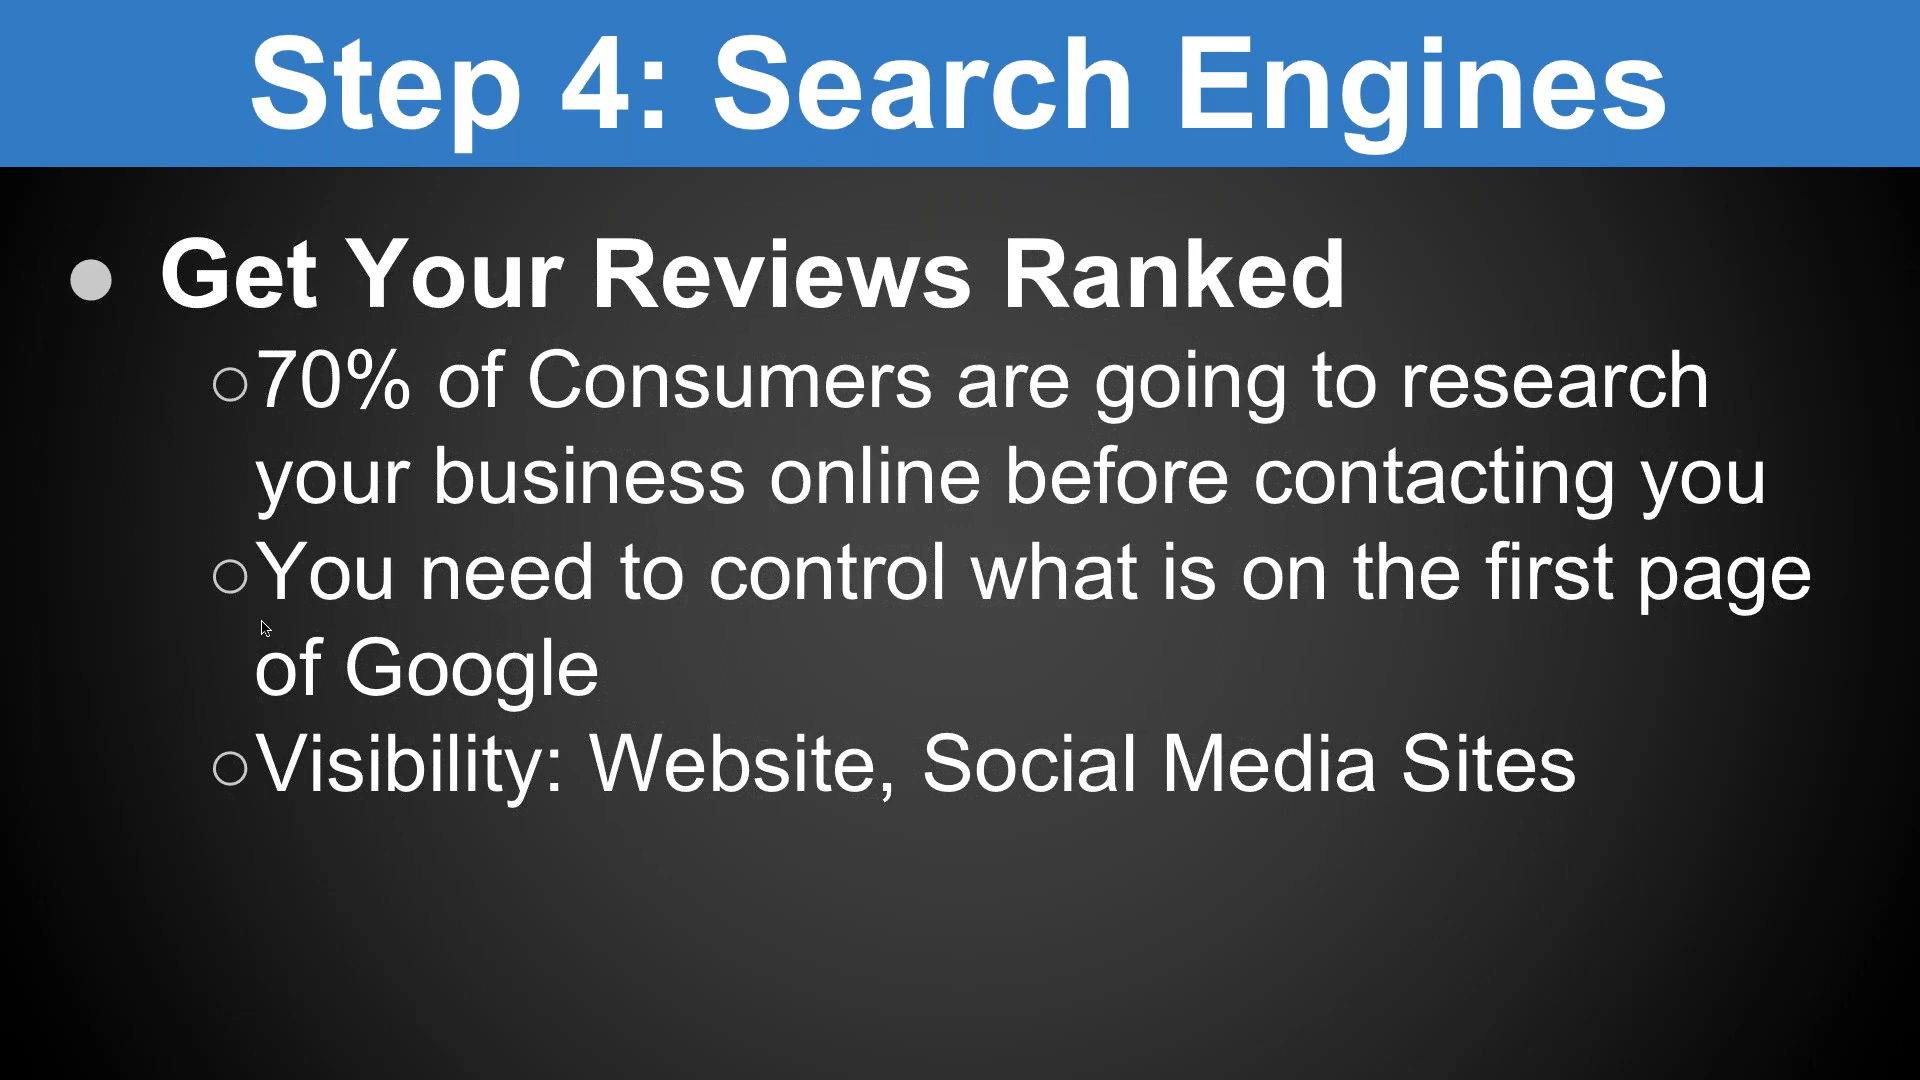 Step 4: Search Engines
● Get Your Reviews Ranked
○70% of Consumers are going to research
your business online before contacting you
○You need to control what is on the first page
of Google
○Visibility: Website, Social Media Sites